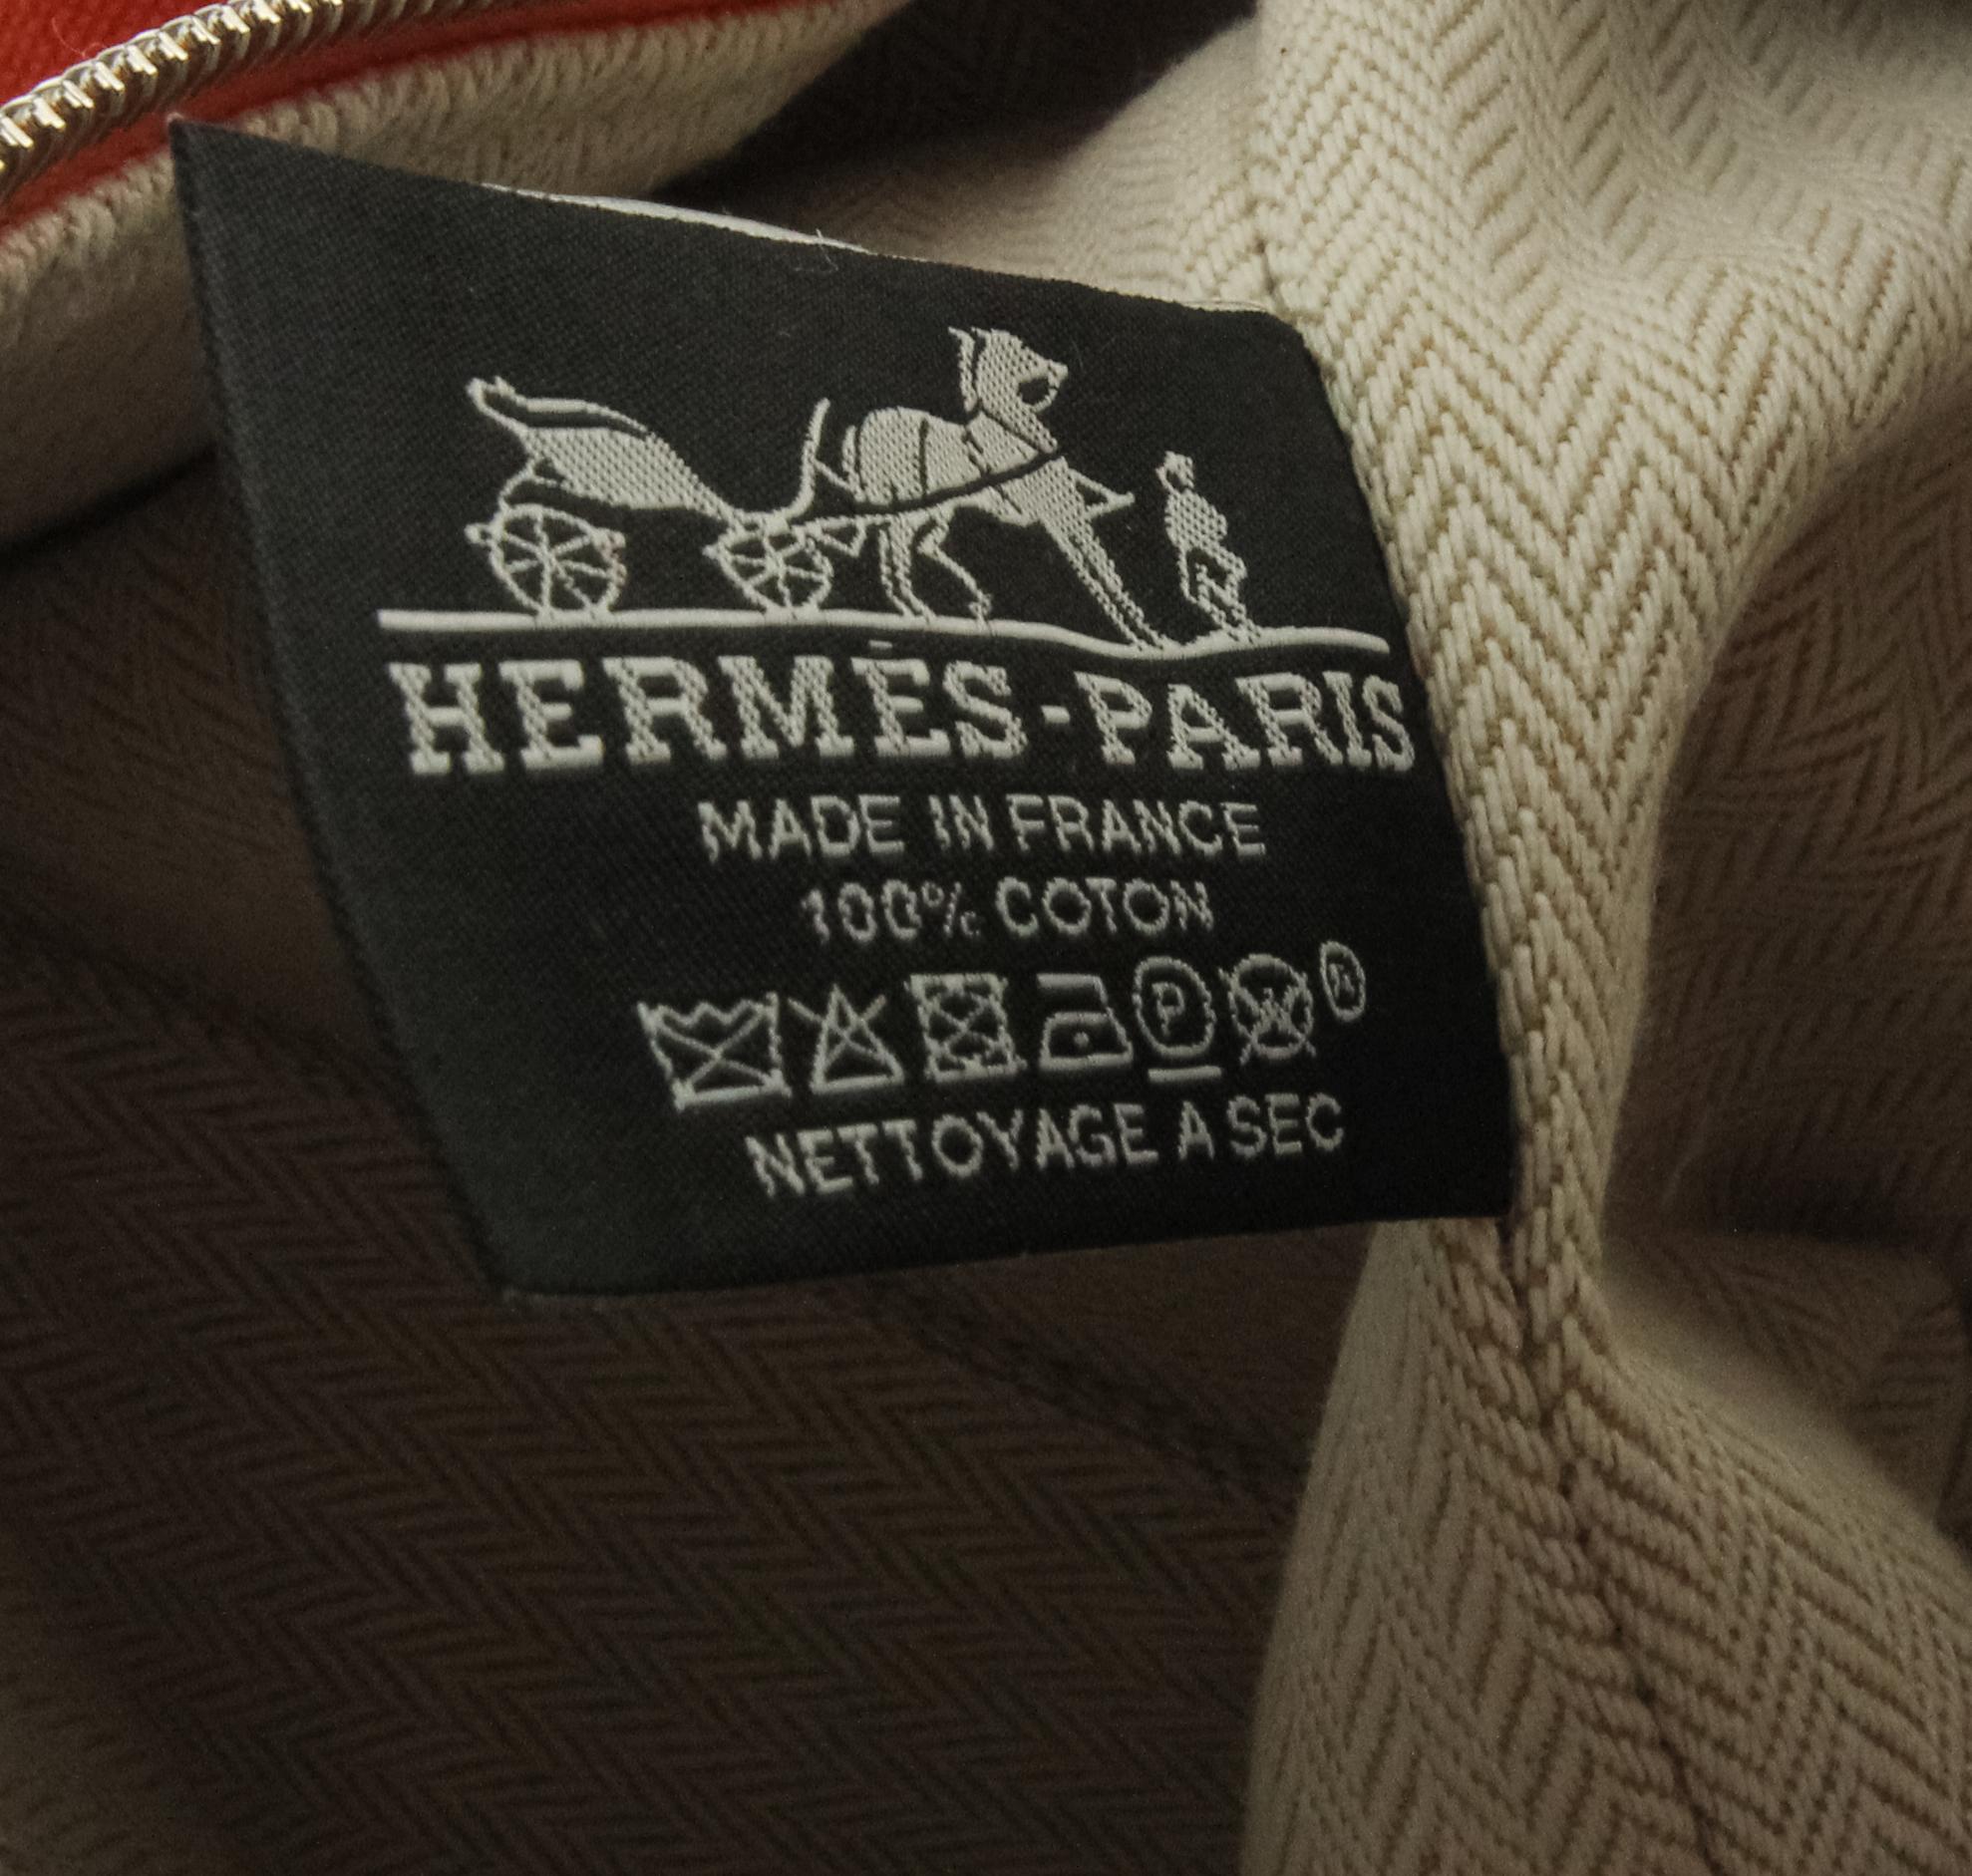 HERMÈS-PARIS
MADE IN FRANCE
100% COTON
P W ®
NETTOYAGE A SEC